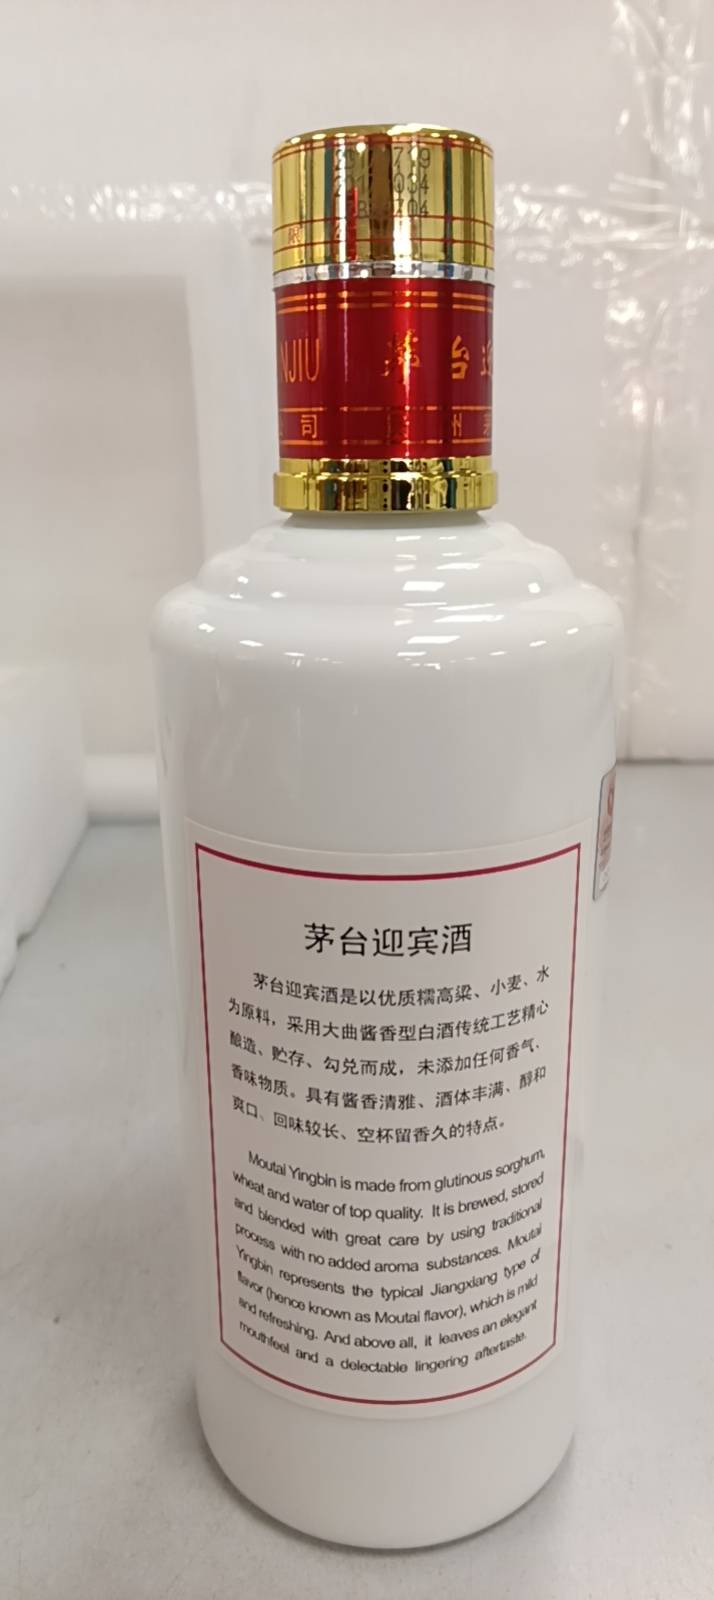 限 公
NJIU 茅台迎
司 贵州茅
茅台迎宾酒
茅台迎宾酒是以优质糯高粱、小麦、水
为原料，采用大曲酱香型白酒传统工艺精心
酿造、贮存、勾兑而成，未添加任何香气、
香味物质。具有酱香清雅、酒体丰满、醇和
爽口、回味较长、空杯留香久的特点。
Moutai Yingbin is made from glutinous sorghum,
wheat and water of top quality. It is brewed, stored
and blended with great care by using traditional
process with no added aroma substances. Moutai
Yingbin represents the typical Jiangxiang type of
flavor (hence known as Moutai flavor), which is mild
and refreshing. And above all, it leaves an elegant
mouthfeel and a delectable lingering aftertaste.